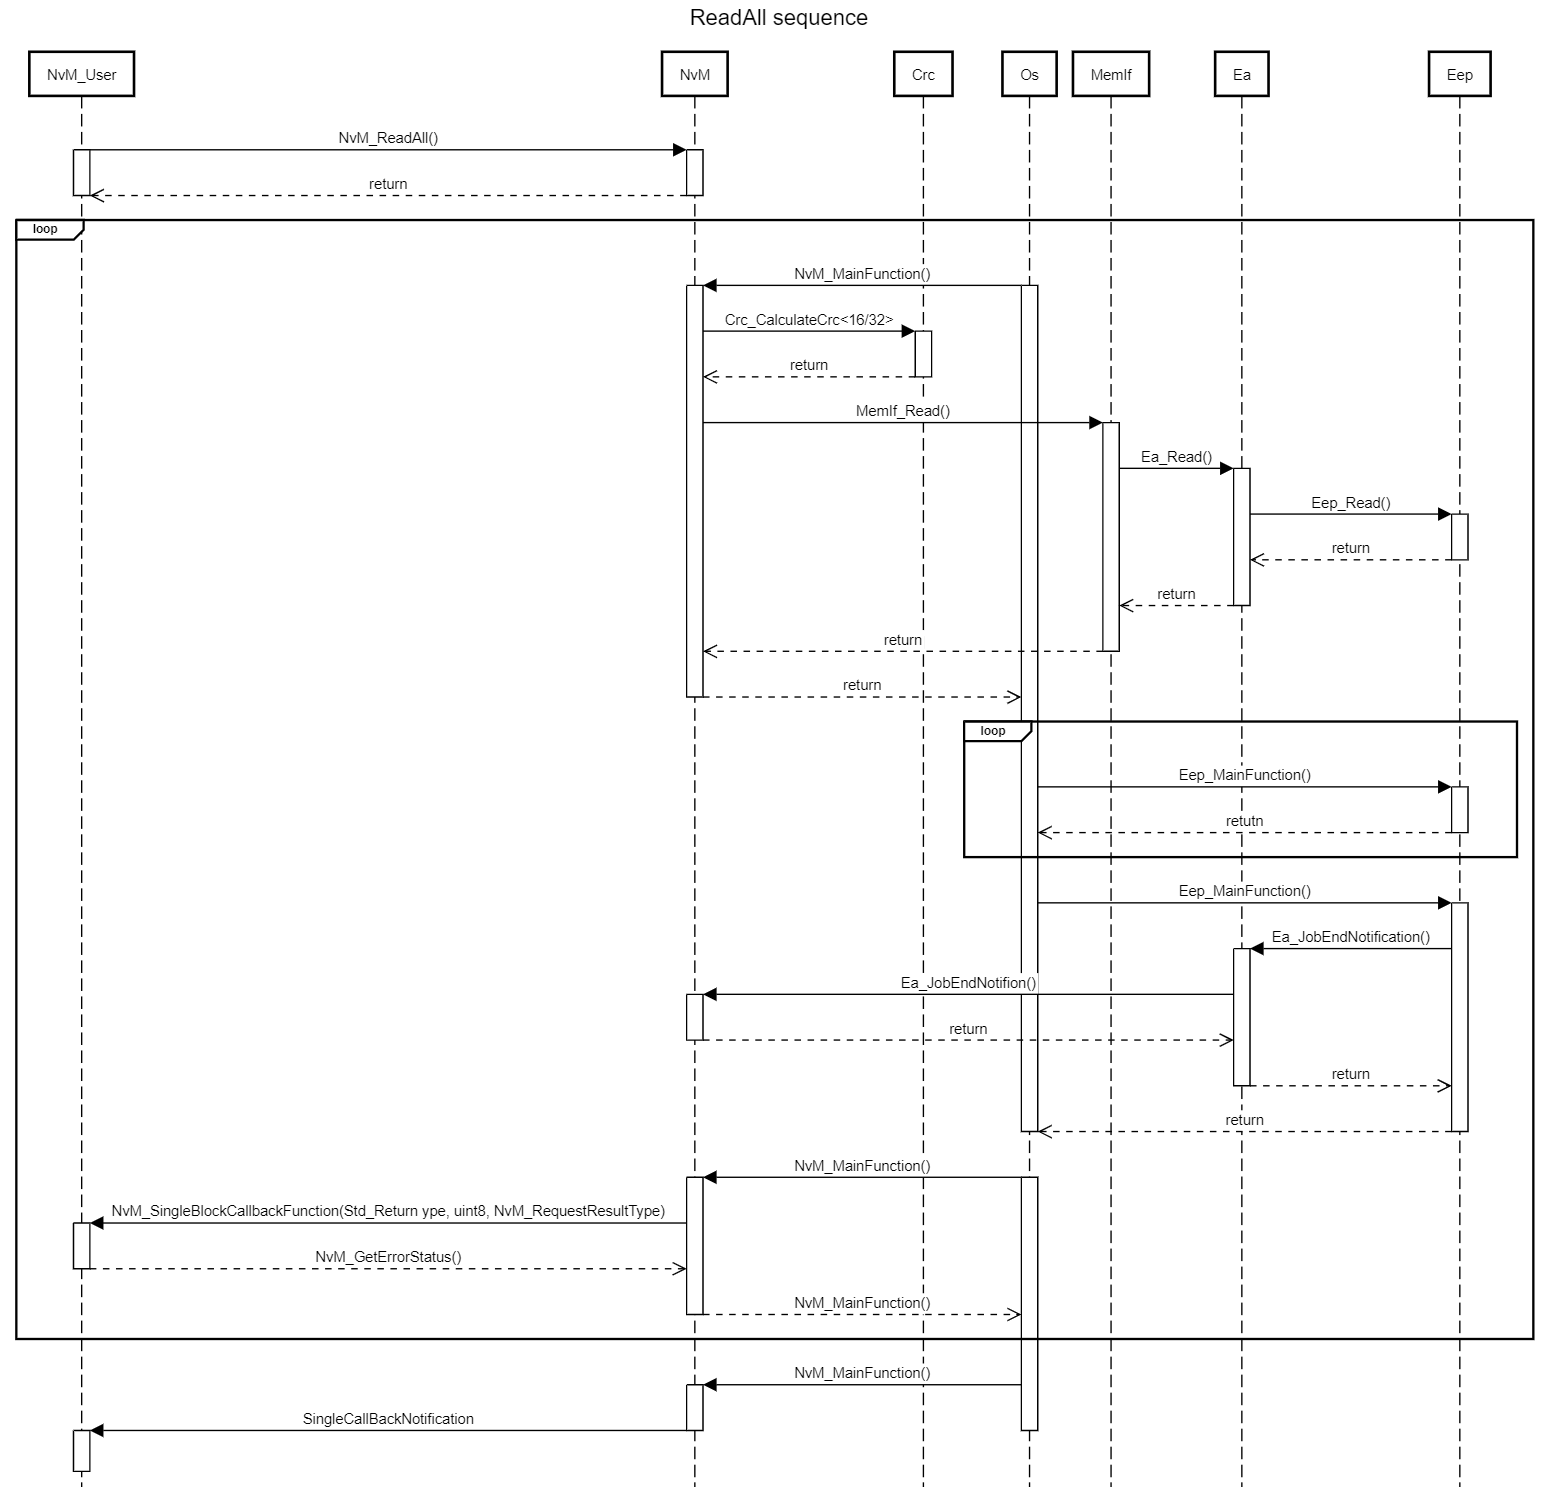 ReadAll sequence
NvM_User
NvM
Crc
Os
MemIf
Ea
Eep
NvM_ReadAll()
return
loop
NvM_MainFunction()
Crc_CalculateCrc<16/32>
return
MemIf_Read()
Ea_Read()
Eep_Read()
return
return
return
return
loop
Eep_MainFunction()
retutn
Eep_MainFunction()
Ea_JobEndNotification()
Ea_JobEndNotifion()
return
return
return
NvM_MainFunction()
NvM_SingleBlockCallbackFunction(Std_Return ype, uint8, NvM_RequestResultType)
NvM_GetErrorStatus()
NvM_MainFunction()
NvM_MainFunction()
SingleCallBackNotification